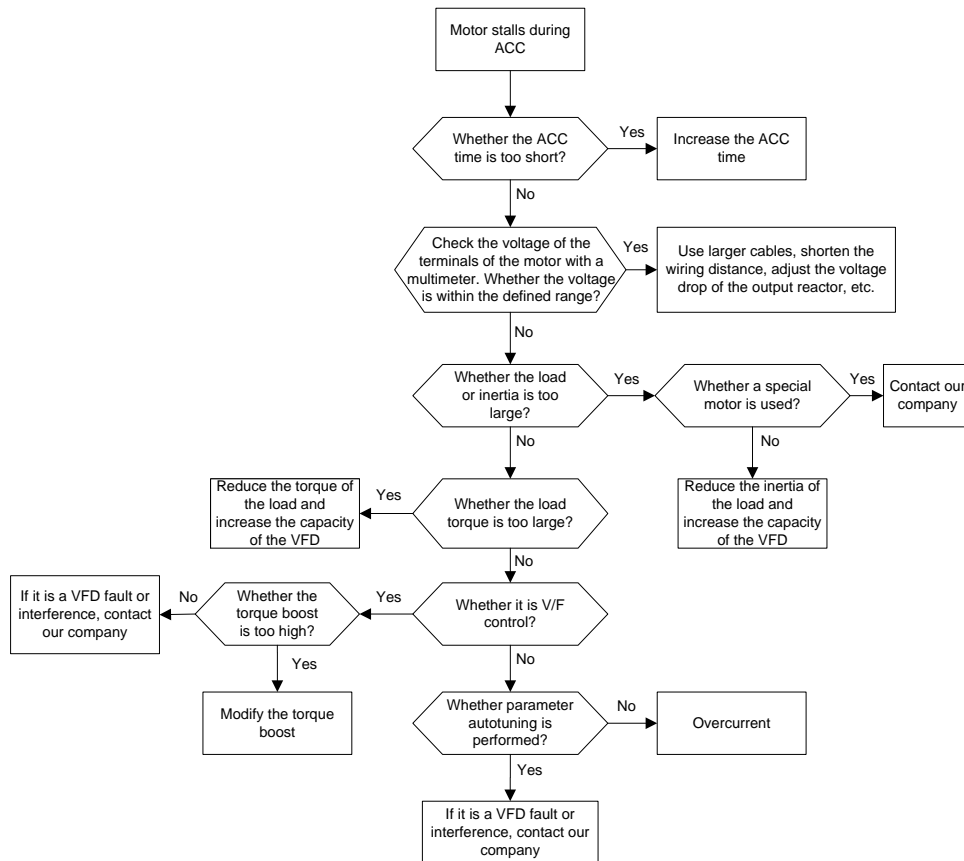 Motor stalls during
ACC
Whether the ACC
time is too short?
Yes
Increase the ACC
time
No
Check the voltage of the
terminals of the motor with a
multimeter. Whether the voltage
is within the defined range?
Yes
Use larger cables, shorten the
wiring distance, adjust the voltage
drop of the output reactor, etc.
No
Whether the load
or inertia is too
large?
Yes
Whether a special
motor is used?
Yes
Contact our
company
No
No
Reduce the torque of
the load and
increase the capacity
of the VFD
Yes
Whether the load
torque is too large?
Reduce the inertia of
the load and
increase the capacity
of the VFD
No
If it is a VFD fault or
interference, contact
our company
No
Whether the
torque boost
is too high?
Yes
Whether it is V/F
control?
Yes
No
Modify the torque
boost
Whether parameter
autotuning is
performed?
No
Overcurrent
Yes
If it is a VFD fault or
interference, contact our
company